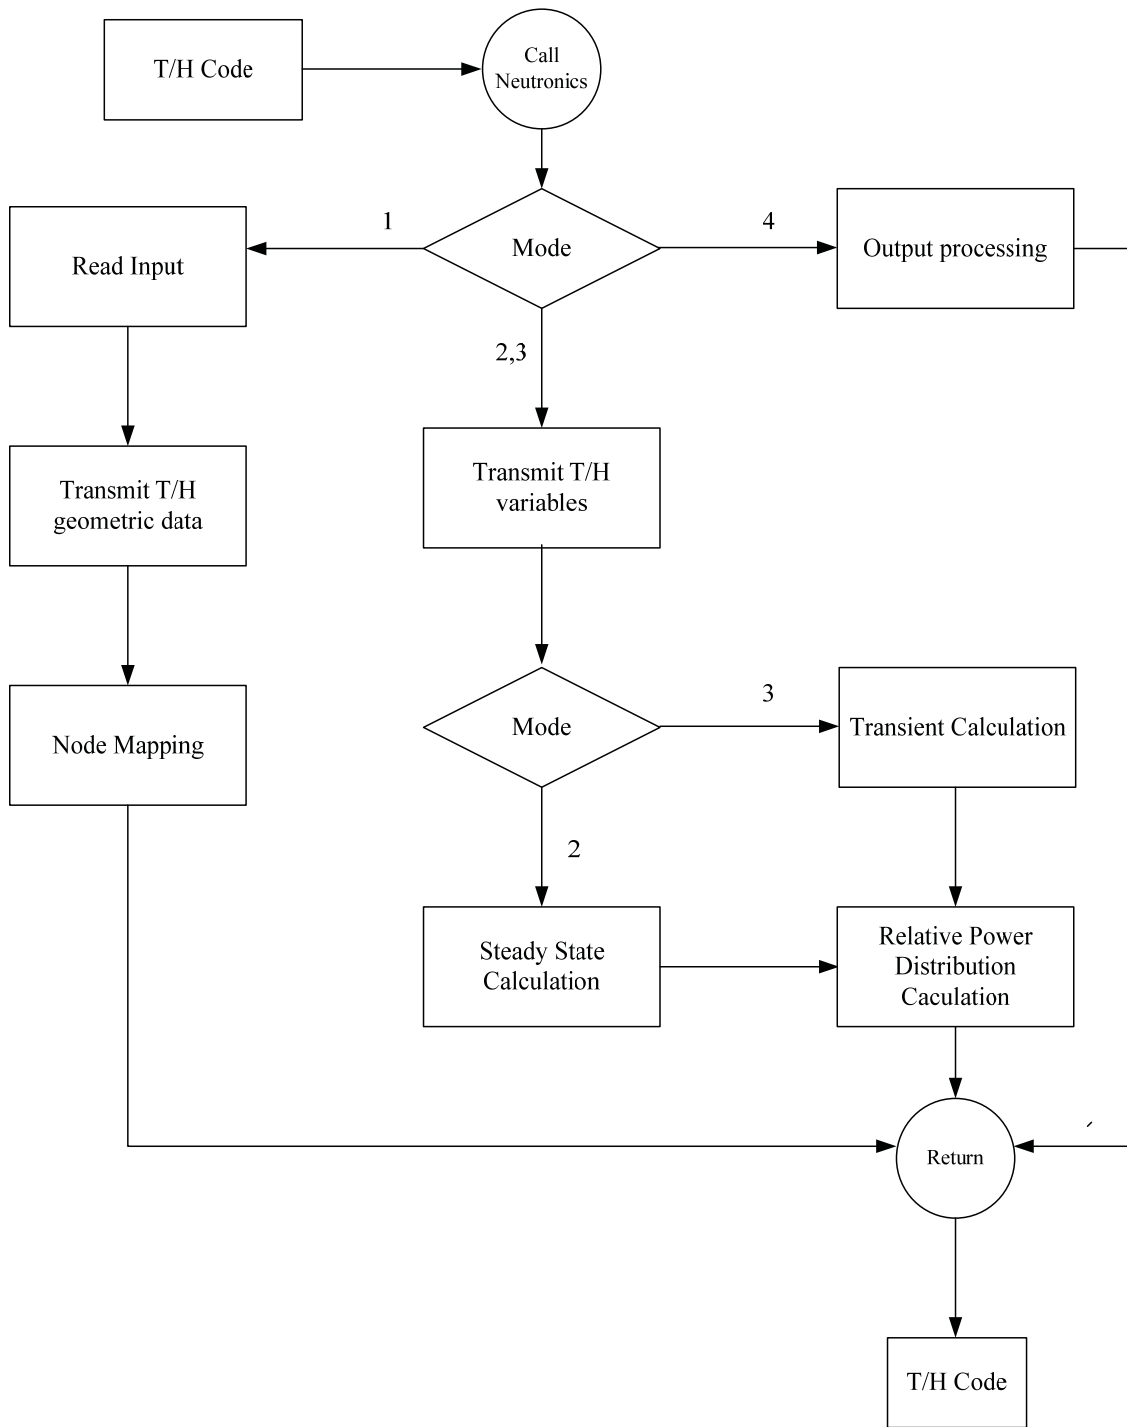 T/H Code
Call
Neutronics
1
Mode
4
Read Input
Output processing
2,3
Transmit T/H
geometric data
Transmit T/H
variables
Node Mapping
Mode
3
Transient Calculation
2
Steady State
Calculation
Relative Power
Distribution
Caculation
Return
T/H Code